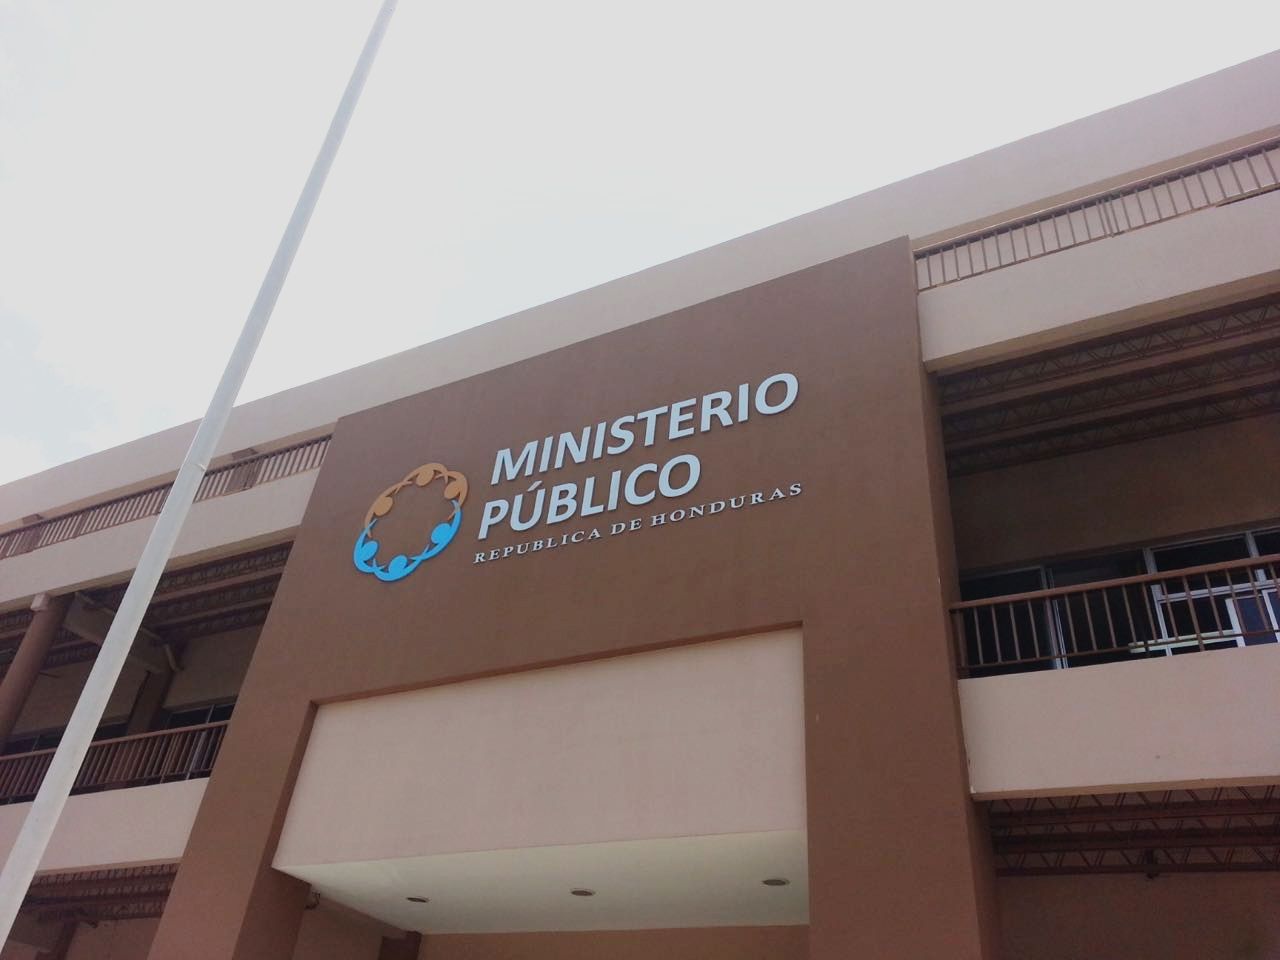 MINISTERIO
PÚBLICO
REPUBLICA DE HONDURAS